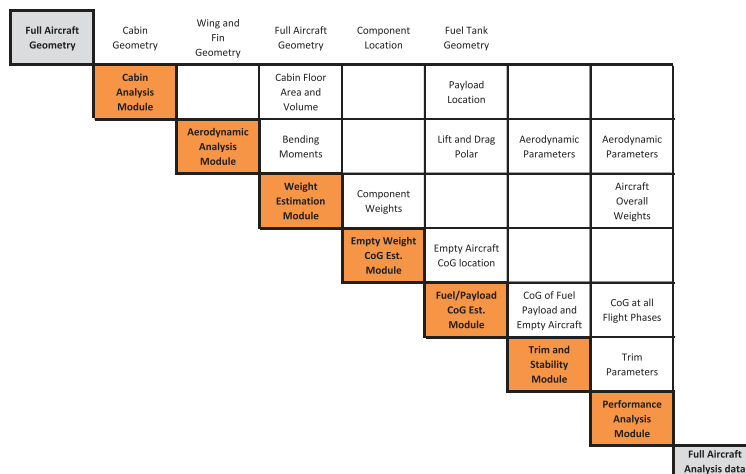 Full Aircraft
Geometry
Cabin
Geometry
Wing and
Fin
Geometry
Full Aircraft
Geometry
Component
Location
Fuel Tank
Geometry
Cabin
Analysis
Module
Cabin Floor
Area and
Volume
Payload
Location
Aerodynamic
Analysis
Module
Bending
Moments
Lift and Drag
Polar
Aerodynamic
Parameters
Aerodynamic
Parameters
Weight
Estimation
Module
Component
Weights
Aircraft
Overall
Weights
Empty Weight
CoG Est.
Module
Empty Aircraft
CoG location
Fuel/Payload
CoG Est.
Module
CoG of Fuel
Payload and
Empty Aircraft
CoG at all
Flight Phases
Trim and
Stability
Module
Trim
Parameters
Performance
Analysis
Module
Full Aircraft
Analysis data